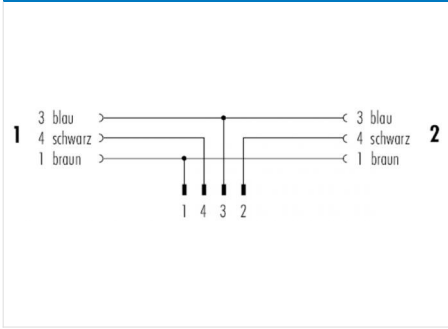 3 blau 3 blau
1 4 schwarz 4 schwarz 2
1 braun 1 braun
1 4 3 2